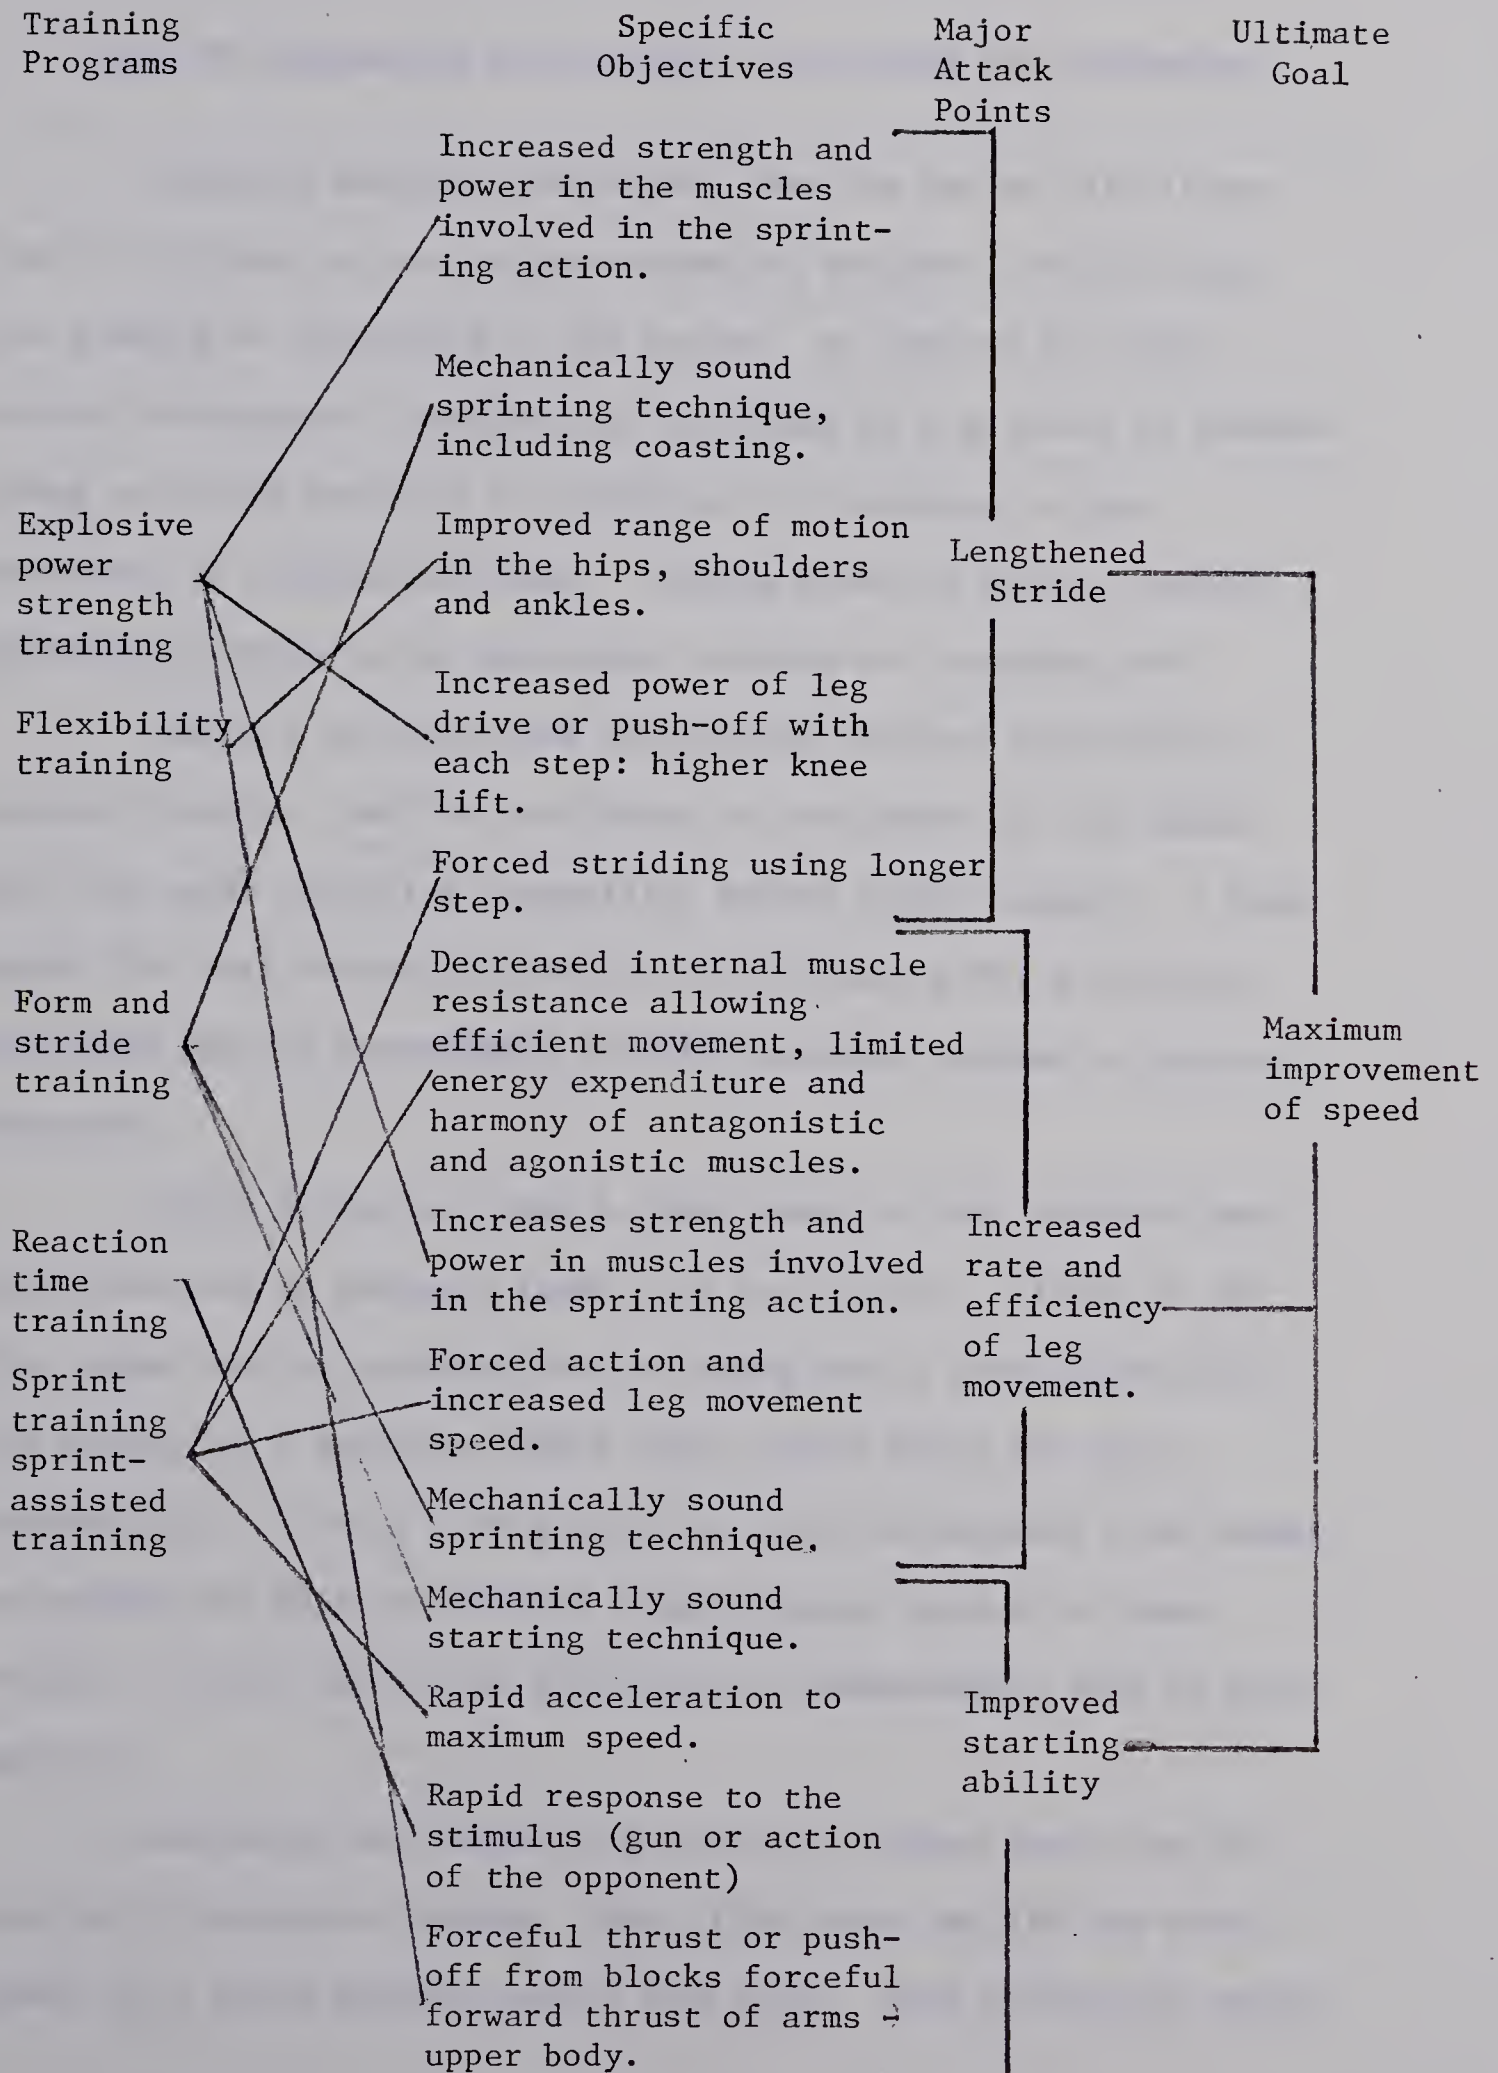 Training
Programs
Specific
Objectives
Major
Attack
Points
Ultimate
Goal
Increased strength and
power in the muscles
involved in the sprint-
ing action.
Mechanically sound
sprinting technique,
including coasting.
Improved range of motion
in the hips, shoulders
and ankles.
Increased power of leg
drive or push-off with
each step: higher knee
lift.
Forced striding using longer
step.
Decreased internal muscle
resistance allowing
efficient movement, limited
energy expenditure and
harmony of antagonistic
and agonistic muscles.
Increases strength and
power in muscles involved
in the sprinting action.
Forced action and
increased leg movement
speed.
Mechanically sound
sprinting technique.
Mechanically sound
starting technique.
Rapid acceleration to
maximum speed.
Rapid response to the
stimulus (gun or action
of the opponent)
Forceful thrust or push-
off from blocks forceful
forward thrust of arms -
upper body.
Explosive
power
strength
training
Flexibility
training
Form and
stride
training
Reaction
time
training
Sprint
training
sprint-
assisted
training
Lengthened
Stride
Increased
rate and
efficiency
of leg
movement.
Improved
starting
ability
Maximum
improvement
of speed